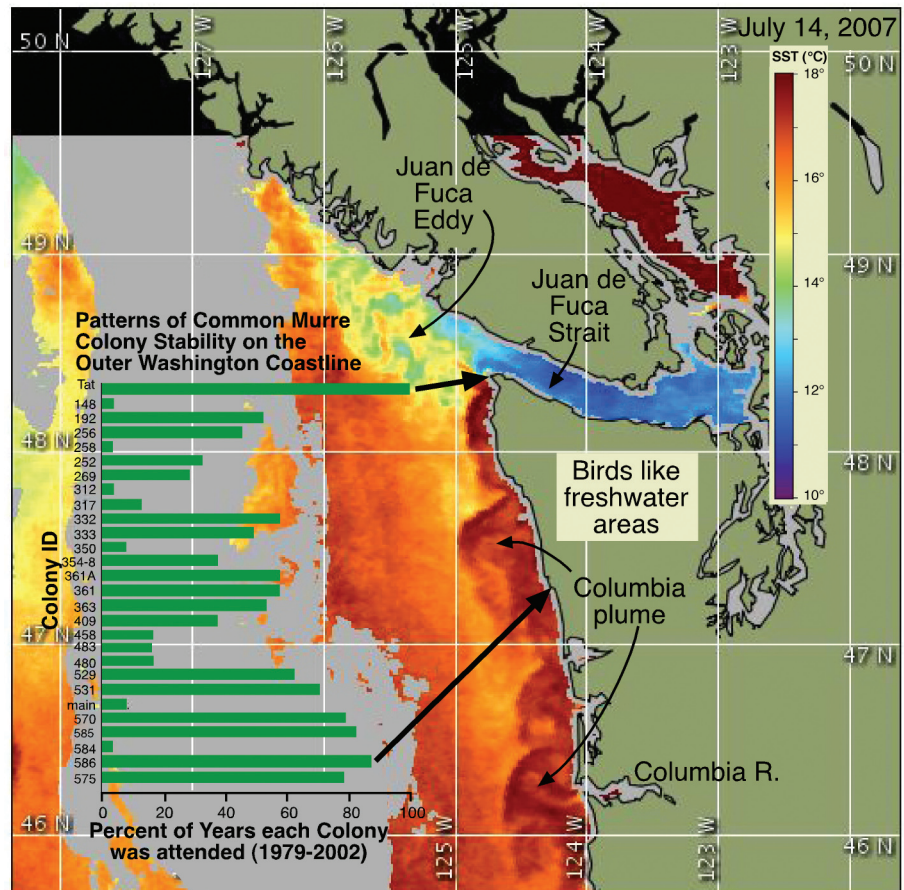 July 14, 2007
50 N
127 W
126 W
125 W
124 W
123 W
50 N
SST (°C)
18°
16°
14°
12°
10°
Juan de
Fuca
Eddy
49 N
49 N
Juan de
Fuca
Strait
Patterns of Common Murre
Colony Stability on the
Outer Washington Coastline
Tat
148
192
256
258
252
269
312
317
332
333
350
354-8
361A
361
363
409
458
483
480
529
531
main
570
585
584
586
575
Colony ID
0 20 40 60 80 100
Percent of Years each Colony
was attended (1979-2002)
48 N
48 N
Birds like
freshwater
areas
Columbia
plume
47 N
47 N
Columbia R.
46 N
46 N
125 W
124 W
123 W